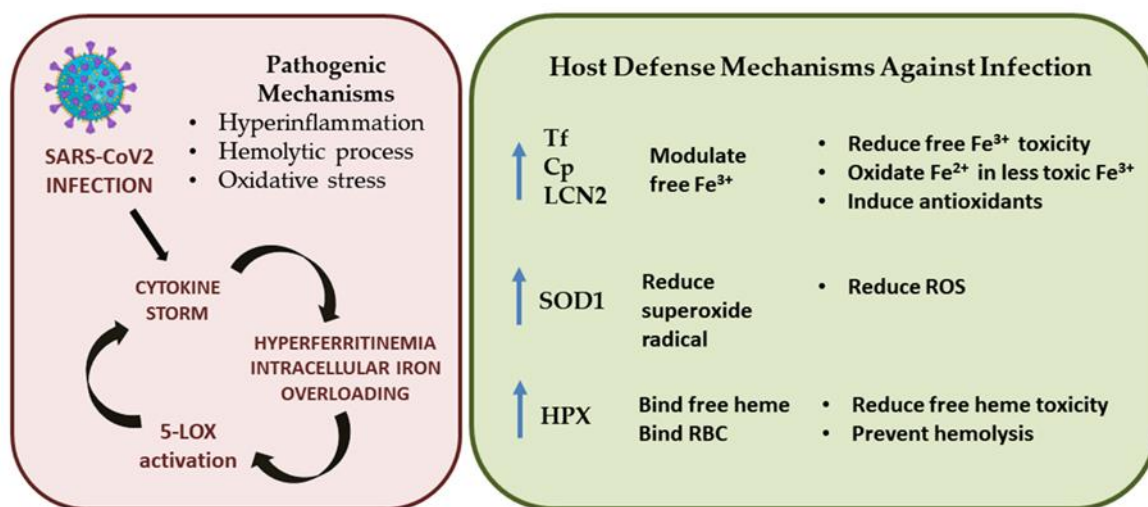 Pathogenic
Mechanisms
• Hyperinflammation
• Hemolytic process
• Oxidative stress
SARS-CoV2
INFECTION
CYTOKINE
STORM
HYPERFERRITINEMIA
INTRACELLULAR IRON
OVERLOADING
5-LOX
activation
Host Defense Mechanisms Against Infection
Tf
Cp
LCN2
Modulate
free Fe³⁺
• Reduce free Fe³⁺ toxicity
• Oxidate Fe²⁺ in less toxic Fe³⁺
• Induce antioxidants
SOD1
Reduce
superoxide
radical
• Reduce ROS
HPX
Bind free heme
Bind RBC
• Reduce free heme toxicity
• Prevent hemolysis